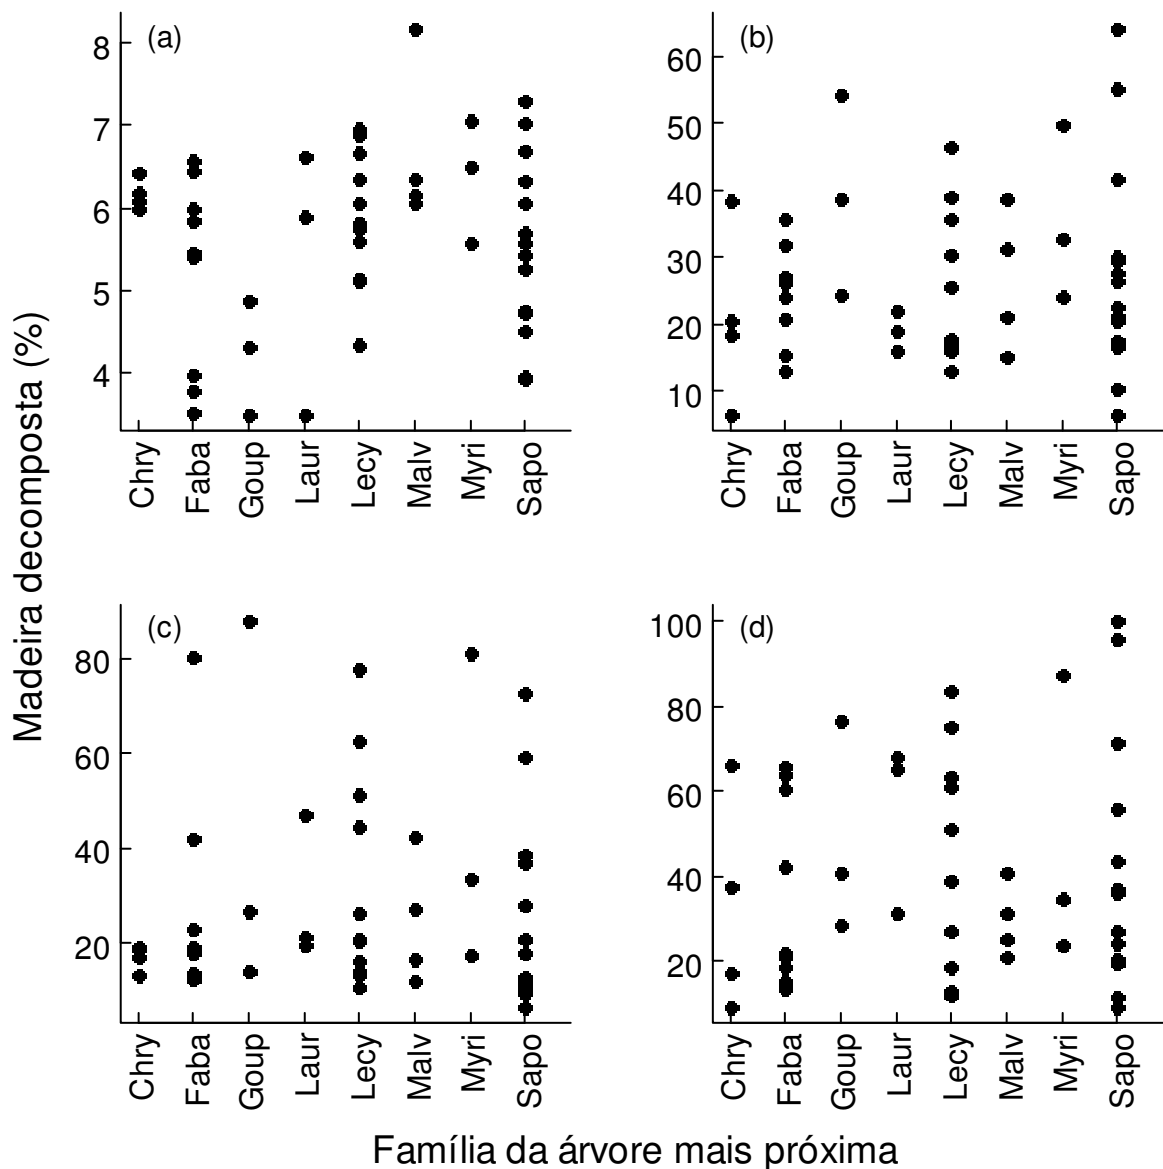 Madeira decomposta (%)
(a)
8
7
6
5
4
Chry
Faba
Goup
Laur
Lecy
Malv
Myri
Sapo
(b)
60
50
40
30
20
10
Chry
Faba
Goup
Laur
Lecy
Malv
Myri
Sapo
(c)
80
60
40
20
Chry
Faba
Goup
Laur
Lecy
Malv
Myri
Sapo
(d)
100
80
60
40
20
Chry
Faba
Goup
Laur
Lecy
Malv
Myri
Sapo
Família da árvore mais próxima